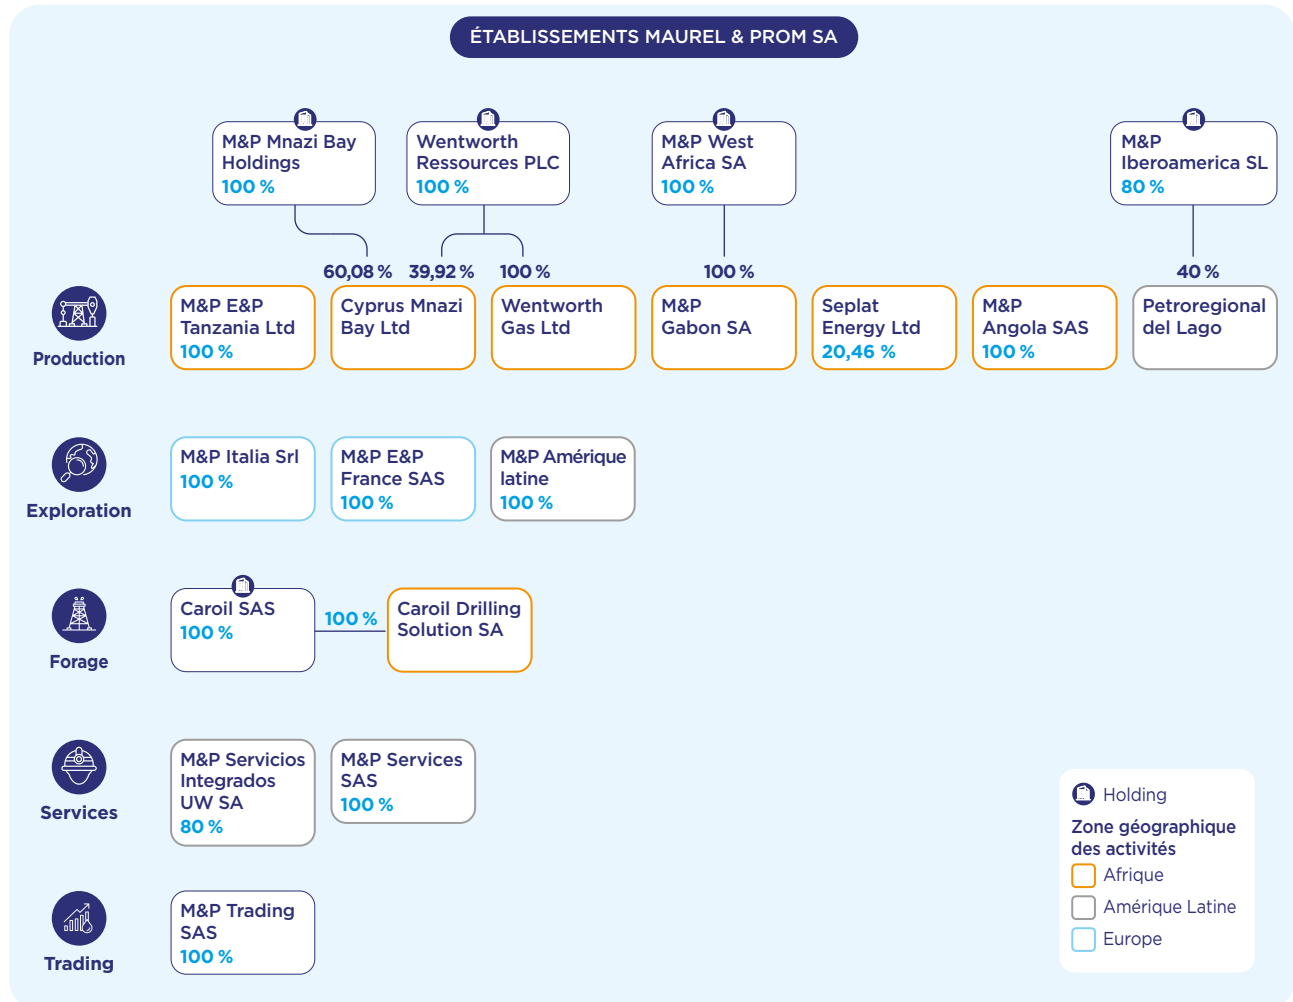 ÉTABLISSEMENTS MAUREL & PROM SA
M&P Mnazi Bay
Holdings
100 %
Wentworth
Ressources PLC
100 %
M&P West
Africa SA
100 %
M&P
Iberoamerica SL
80 %
60,08 %
39,92 %
100 %
100 %
40 %
Production
M&P E&P
Tanzania Ltd
100 %
Cyprus Mnazi
Bay Ltd
Wentworth
Gas Ltd
M&P
Gabon SA
Seplat
Energy Ltd
20,46 %
M&P
Angola SAS
100 %
Petroregional
del Lago
Exploration
M&P Italia Srl
100 %
M&P E&P
France SAS
100 %
M&P Amérique
latine
100 %
Forage
Caroil SAS
100 %
100 %
Caroil Drilling
Solution SA
Services
M&P Servicios
Integrados
UW SA
80 %
M&P Services
SAS
100 %
Trading
M&P Trading
SAS
100 %
Holding
Zone géographique
des activités
Afrique
Amérique Latine
Europe